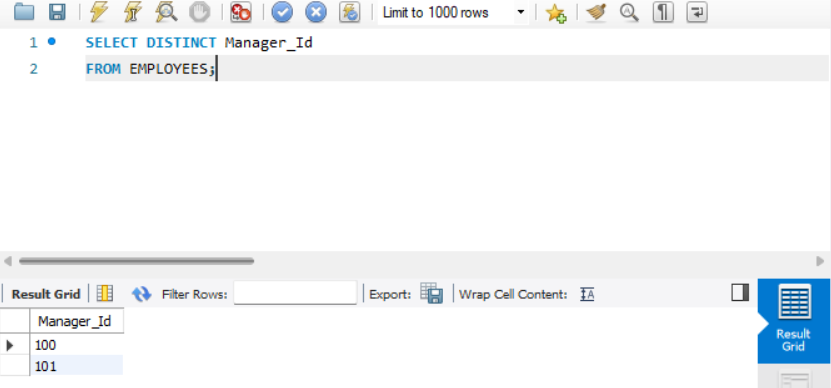 Limit to 1000 rows
1 SELECT DISTINCT Manager_Id
2 FROM EMPLOYEES;
Result Grid Filter Rows: Export: Wrap Cell Content: IA
Result
Grid
Manager_Id
100
101